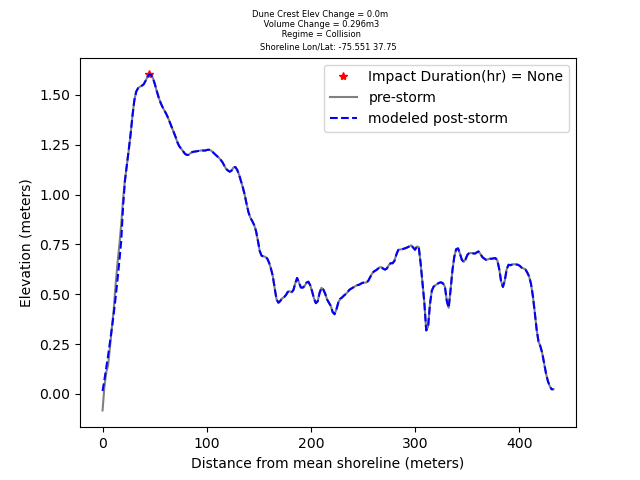 Dune Crest Elev Change = 0.0m
Volume Change = 0.296m3
Regime = Collision
Shoreline Lon/Lat: -75.551 37.75
Impact Duration(hr) = None
pre-storm
modeled post-storm
Elevation (meters)
1.50
1.25
1.00
0.75
0.50
0.25
0.00
0 100 200 300 400
Distance from mean shoreline (meters)